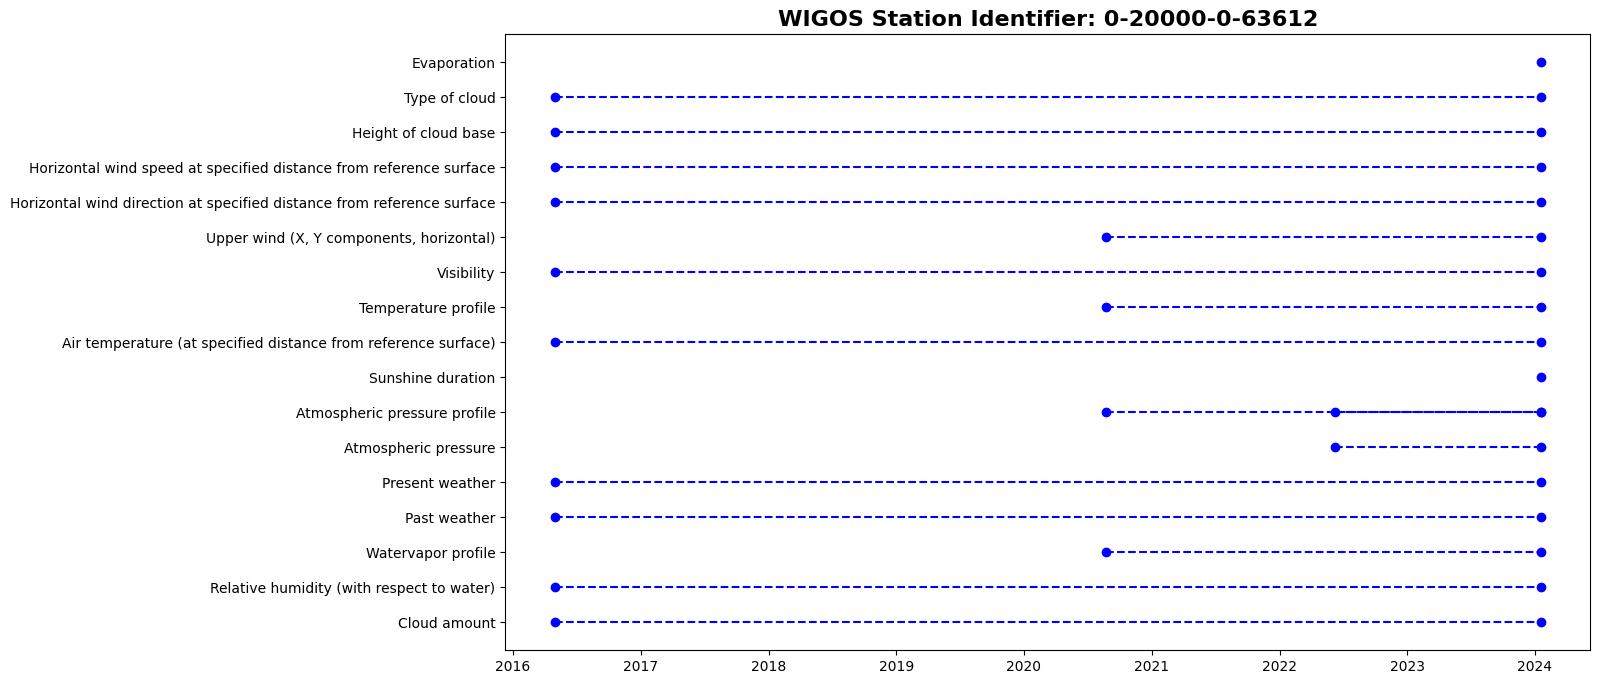 WIGOS Station Identifier: 0-20000-0-63612
Evaporation
Type of cloud
Height of cloud base
Horizontal wind speed at specified distance from reference surface
Horizontal wind direction at specified distance from reference surface
Upper wind (X, Y components, horizontal)
Visibility
Temperature profile
Air temperature (at specified distance from reference surface)
Sunshine duration
Atmospheric pressure profile
Atmospheric pressure
Present weather
Past weather
Watervapor profile
Relative humidity (with respect to water)
Cloud amount
2016 2017 2018 2019 2020 2021 2022 2023 2024